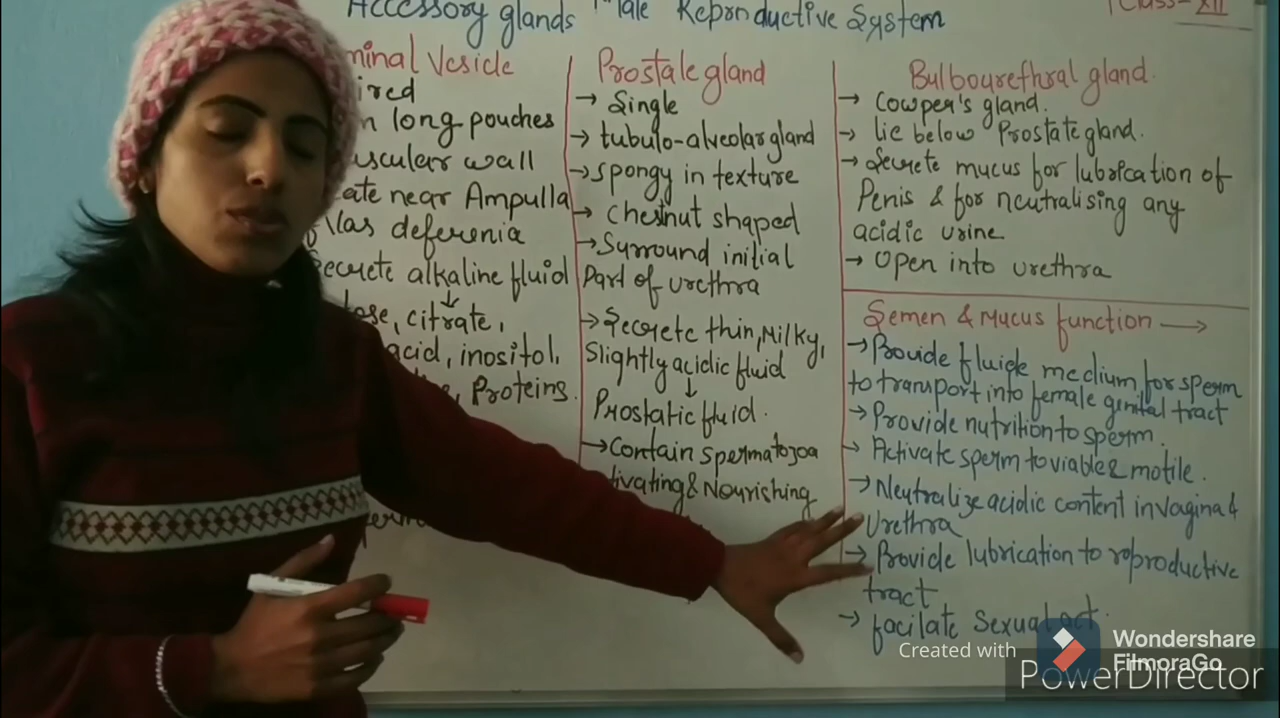 Accessory glands Male Reproductive System
Class-XII
minal Vesicle
ired
n long pouches
uscular wall
ate near Ampulla
f Vas deferenia
Secrete alkaline fluid
↓
tose, citrate,
acid, inositol,
, Proteins.
Prostate gland
→ Single
→ tubulo-alveolar gland
→ spongy in texture
→ Chestnut shaped
→ Surround initial
Part of urethra
→ Secrete thin, Milky,
Slightly acidic fluid
↓
Prostatic fluid.
→ Contain spermatozoa
tivating & Nourishing
Bulbourethral gland.
→ Cowper's gland.
→ lie below Prostate gland.
→ Secrete mucus for lubrication of
Penis & for neutralising any
acidic urine
→ Open into urethra
Semen & Mucus function →
→ Provide fluide medium for sperm
to transport into female genital tract
→ Provide nutrition to sperm.
→ Activate sperm to viable & motile.
→ Neutralize acidic content in vagina &
Urethra
→ Provide lubrication to reproductive
tract
→ facilate Sexual act.
Created with
Wondershare
FilmoraGo
PowerDirector